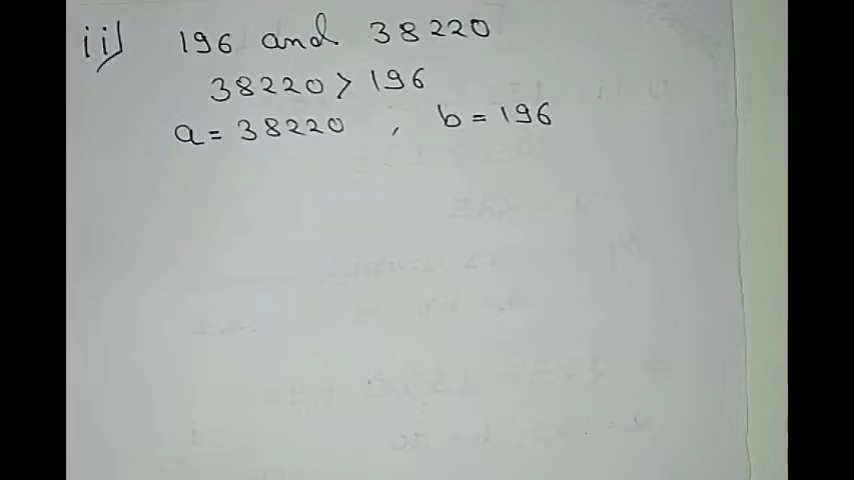 ii) 196 and 38220
38220 > 196
a = 38220 , b = 196